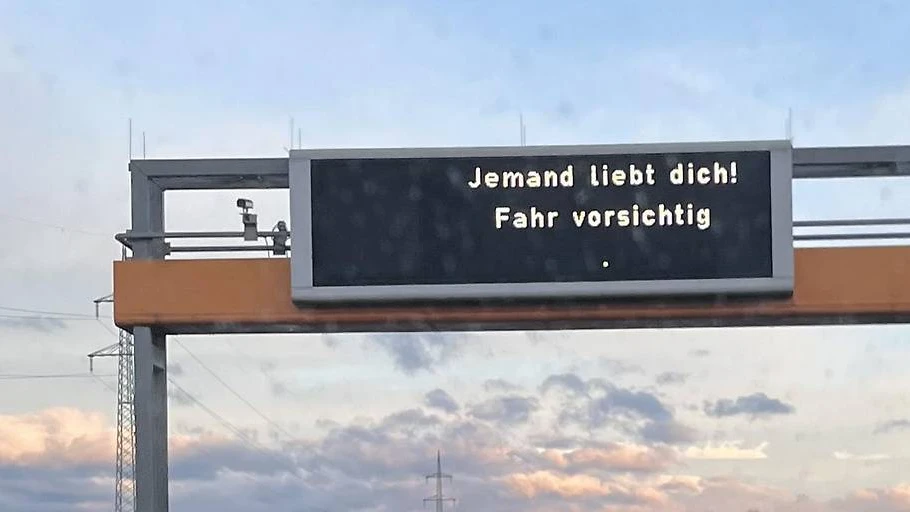 Jemand liebt dich!
Fahr vorsichtig
.